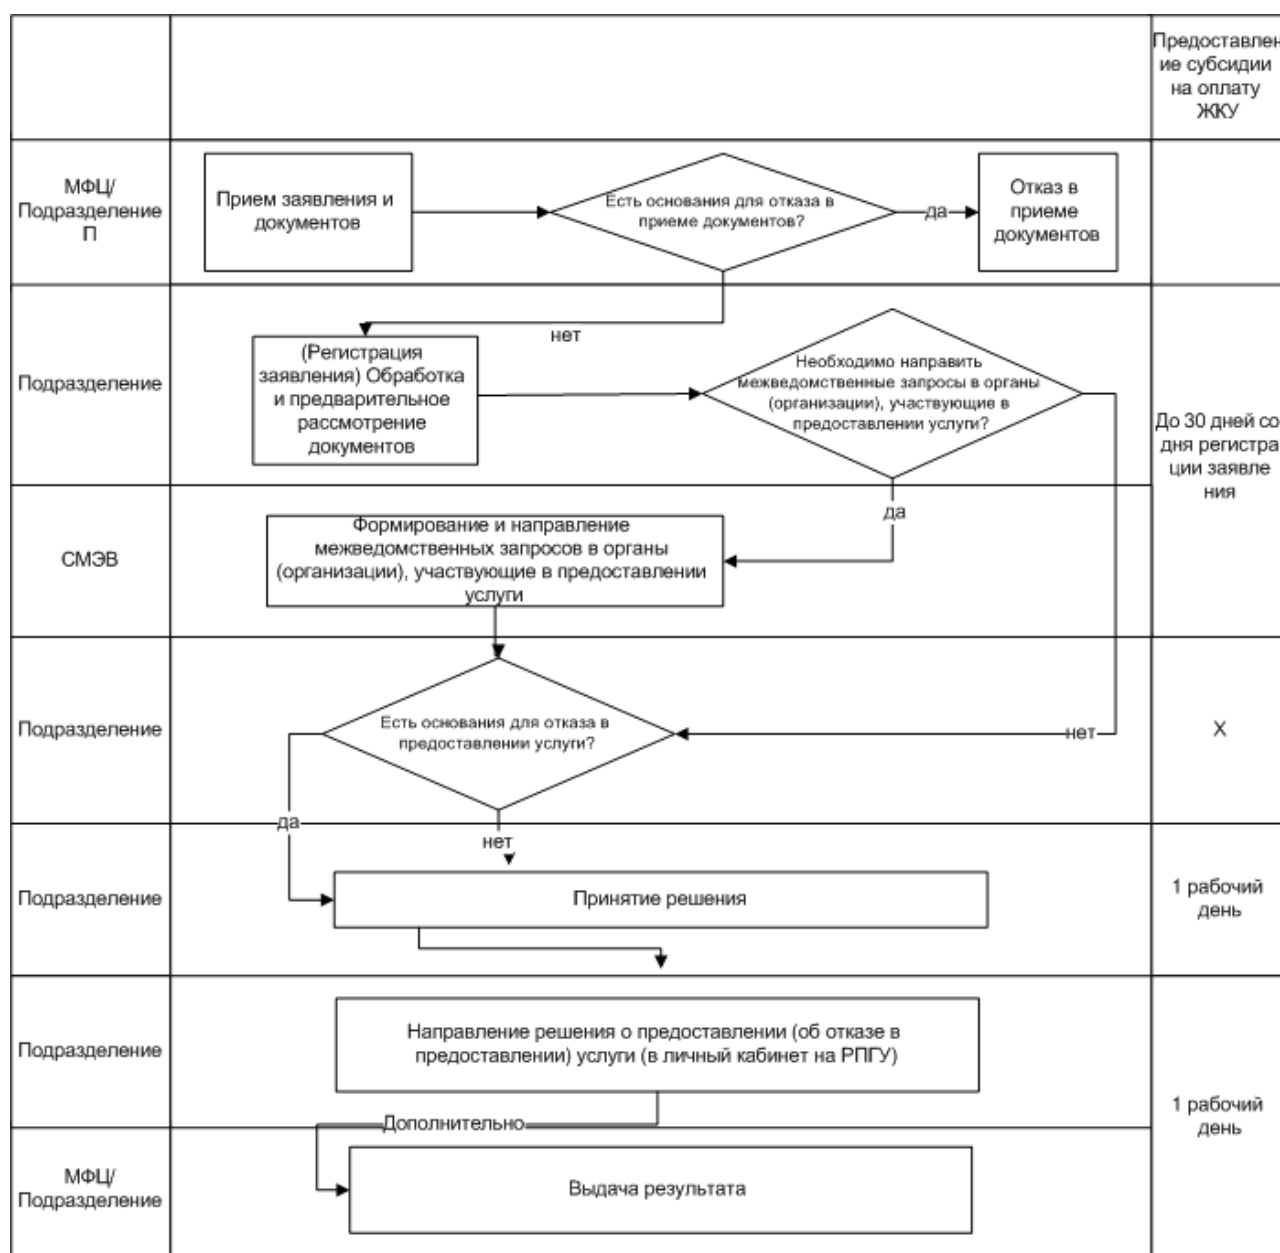 Предоставлен
ие субсидии
на оплату
ЖКУ
МФЦ/
Подразделение
П
Прием заявления и
документов
Есть основания для отказа в
приеме документов?
да
Отказ в
приеме
документов
нет
Подразделение
(Регистрация
заявления) Обработка
и предварительное
рассмотрение
документов
Необходимо направить
межведомственные запросы в органы
(организации), участвующие в
предоставлении услуги?
До 30 дней со
дня регистра
ции заявле
ния
да
СМЭВ
Формирование и направление
межведомственных запросов в органы
(организации), участвующие в предоставлении
услуги
Подразделение
Есть основания для отказа в
предоставлении услуги?
нет
X
да
нет
Подразделение
Принятие решения
1 рабочий
день
Подразделение
Направление решения о предоставлении (об отказе в
предоставлении) услуги (в личный кабинет на РПГУ)
1 рабочий
день
Дополнительно
МФЦ/
Подразделение
Выдача результата